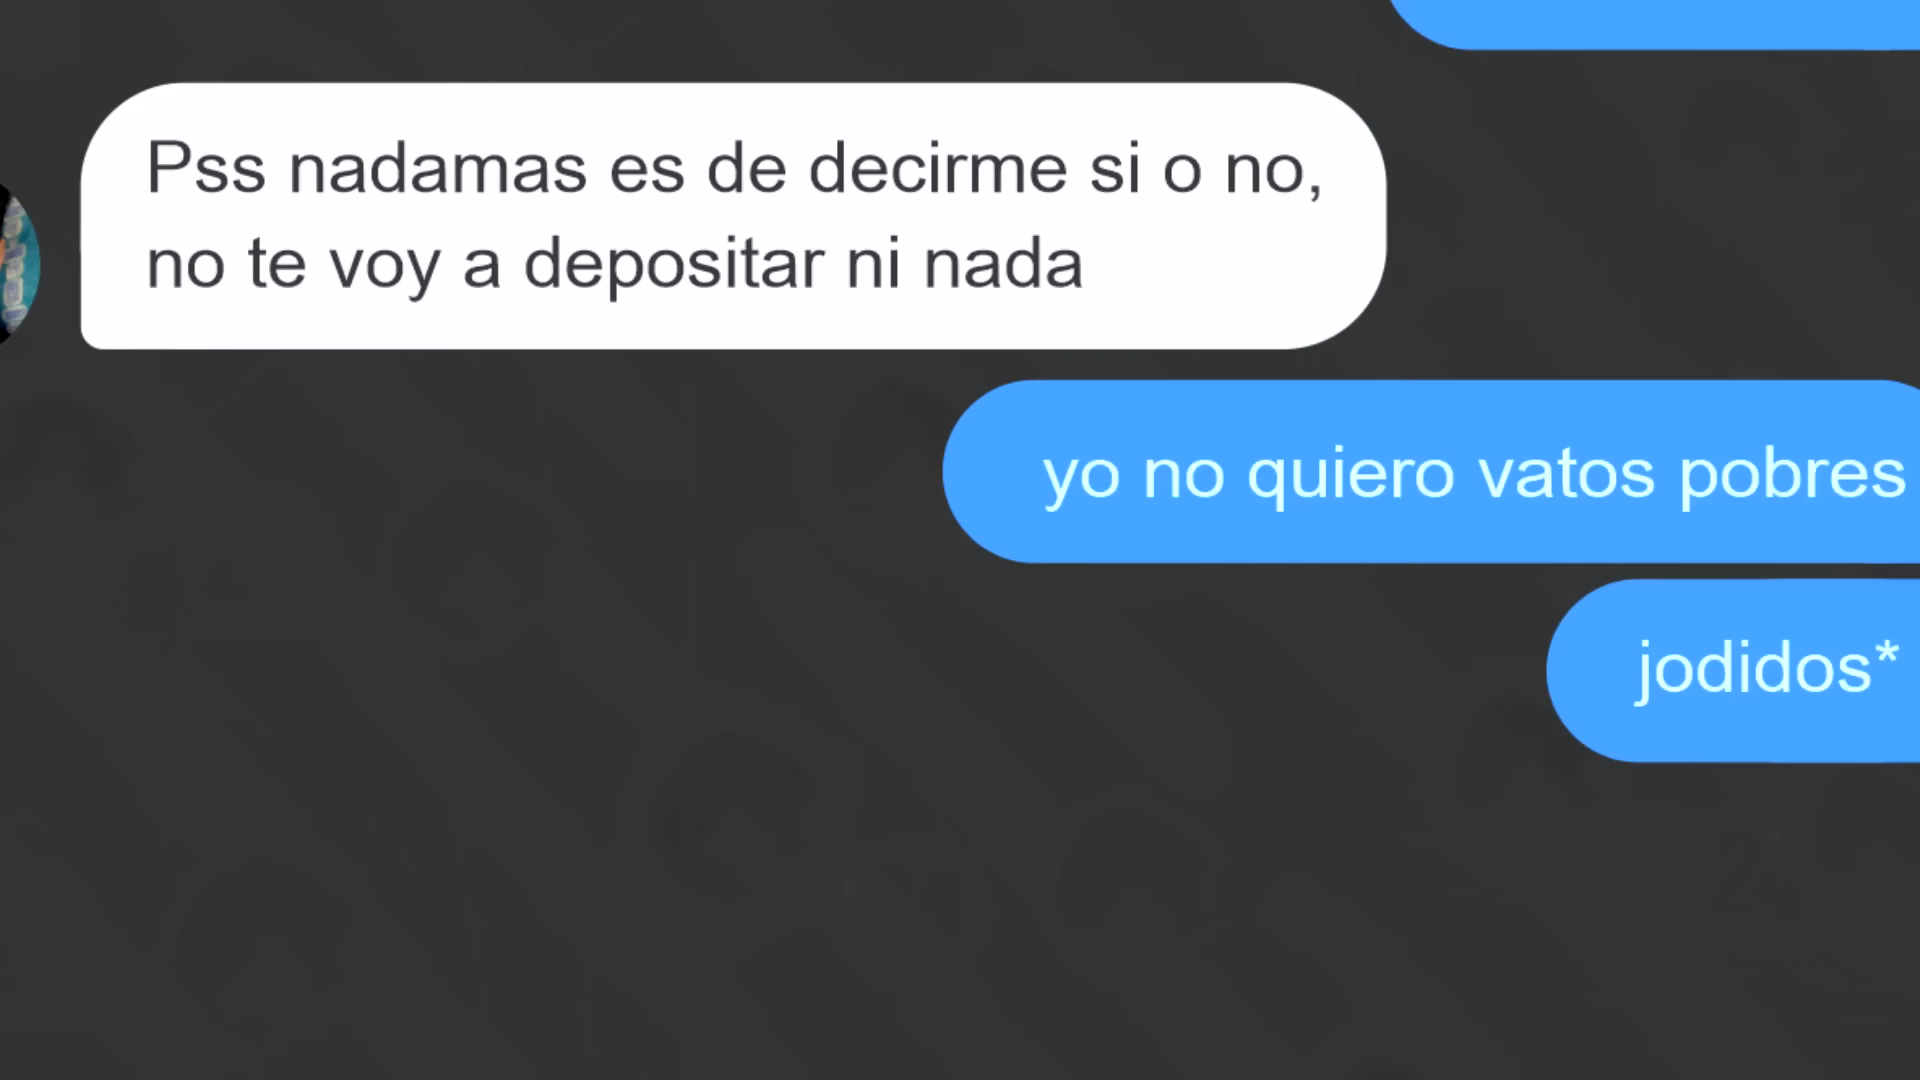 Pss nadamas es de decirme si o no,
no te voy a depositar ni nada
yo no quiero vatos pobres
jodidos*